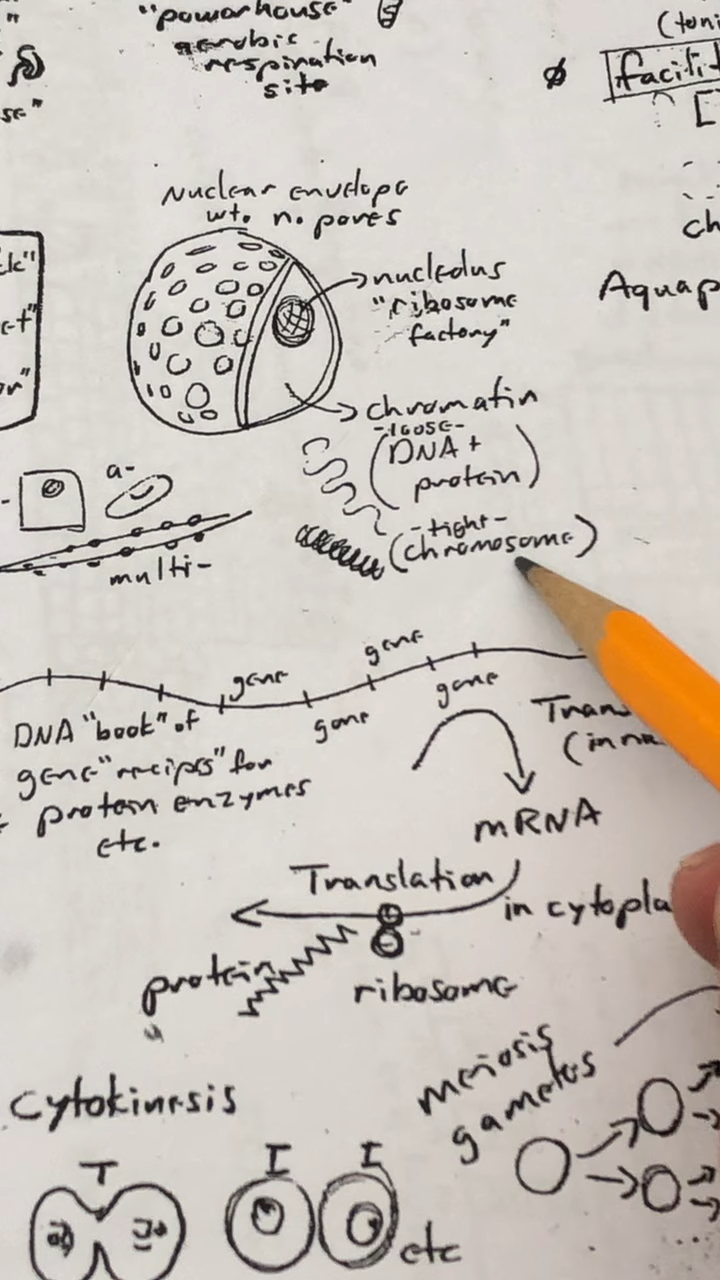 "powerhouse"
aerobic
respiration
site
facilit
Nuclear envelope
wt. n. pores
nucleolus
"ribosome
factory"
Aquap
chromatin
-loose-
(DNA +
protein)
-tight-
(chromosome)
a-
multi-
gene
gene
gene
gene
DNA "book" of
gene "recipes" for
protein enzymes
etc.
Tran
mRNA
Translation
in cytopla
protein
ribosome
meiosis
gametes
Cytokinesis
T
I I
etc